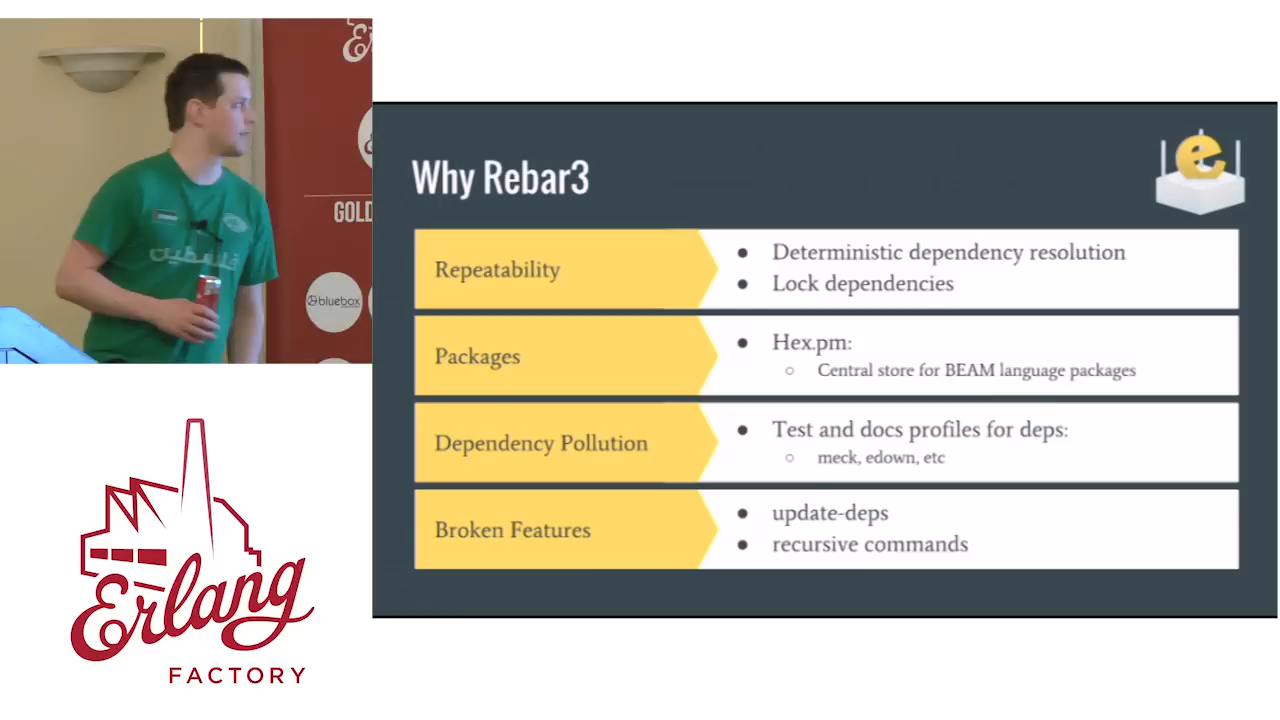 فلسطين
GOLD
bluebox
Erlang
FACTORY
Why Rebar3
Repeatability
● Deterministic dependency resolution
● Lock dependencies
Packages
● Hex.pm:
○ Central store for BEAM language packages
Dependency Pollution
● Test and docs profiles for deps:
○ meck, edown, etc
Broken Features
● update-deps
● recursive commands